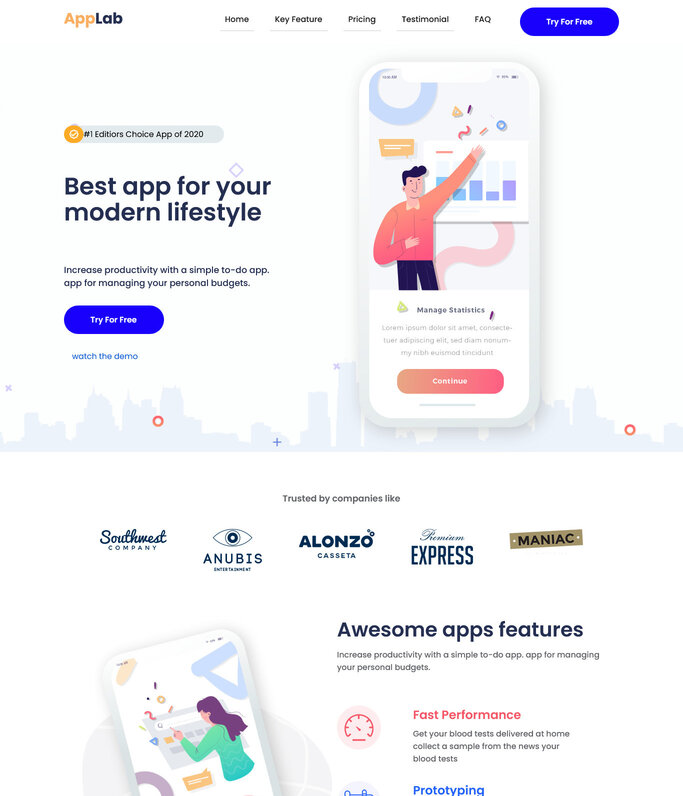 AppLab
Home
Key Feature
Pricing
Testimonial
FAQ
Try For Free
#1 Editiors Choice App of 2020
Best app for your
modern lifestyle
Increase productivity with a simple to-do app.
app for managing your personal budgets.
Try For Free
watch the demo
Manage Statistics
Lorem ipsum dolor sit amet, consecte-
tuer adipiscing elit, sed diam nonum-
my nibh euismod tincidunt
Continue
Trusted by companies like
Southwest
COMPANY
ANUBIS
ENTERTAINMENT
ALONZO
CASSETA
Premium
EXPRESS
MANIAC
Awesome apps features
Increase productivity with a simple to-do app. app for managing
your personal budgets.
Fast Performance
Get your blood tests delivered at home
collect a sample from the news your
blood tests
Prototyping